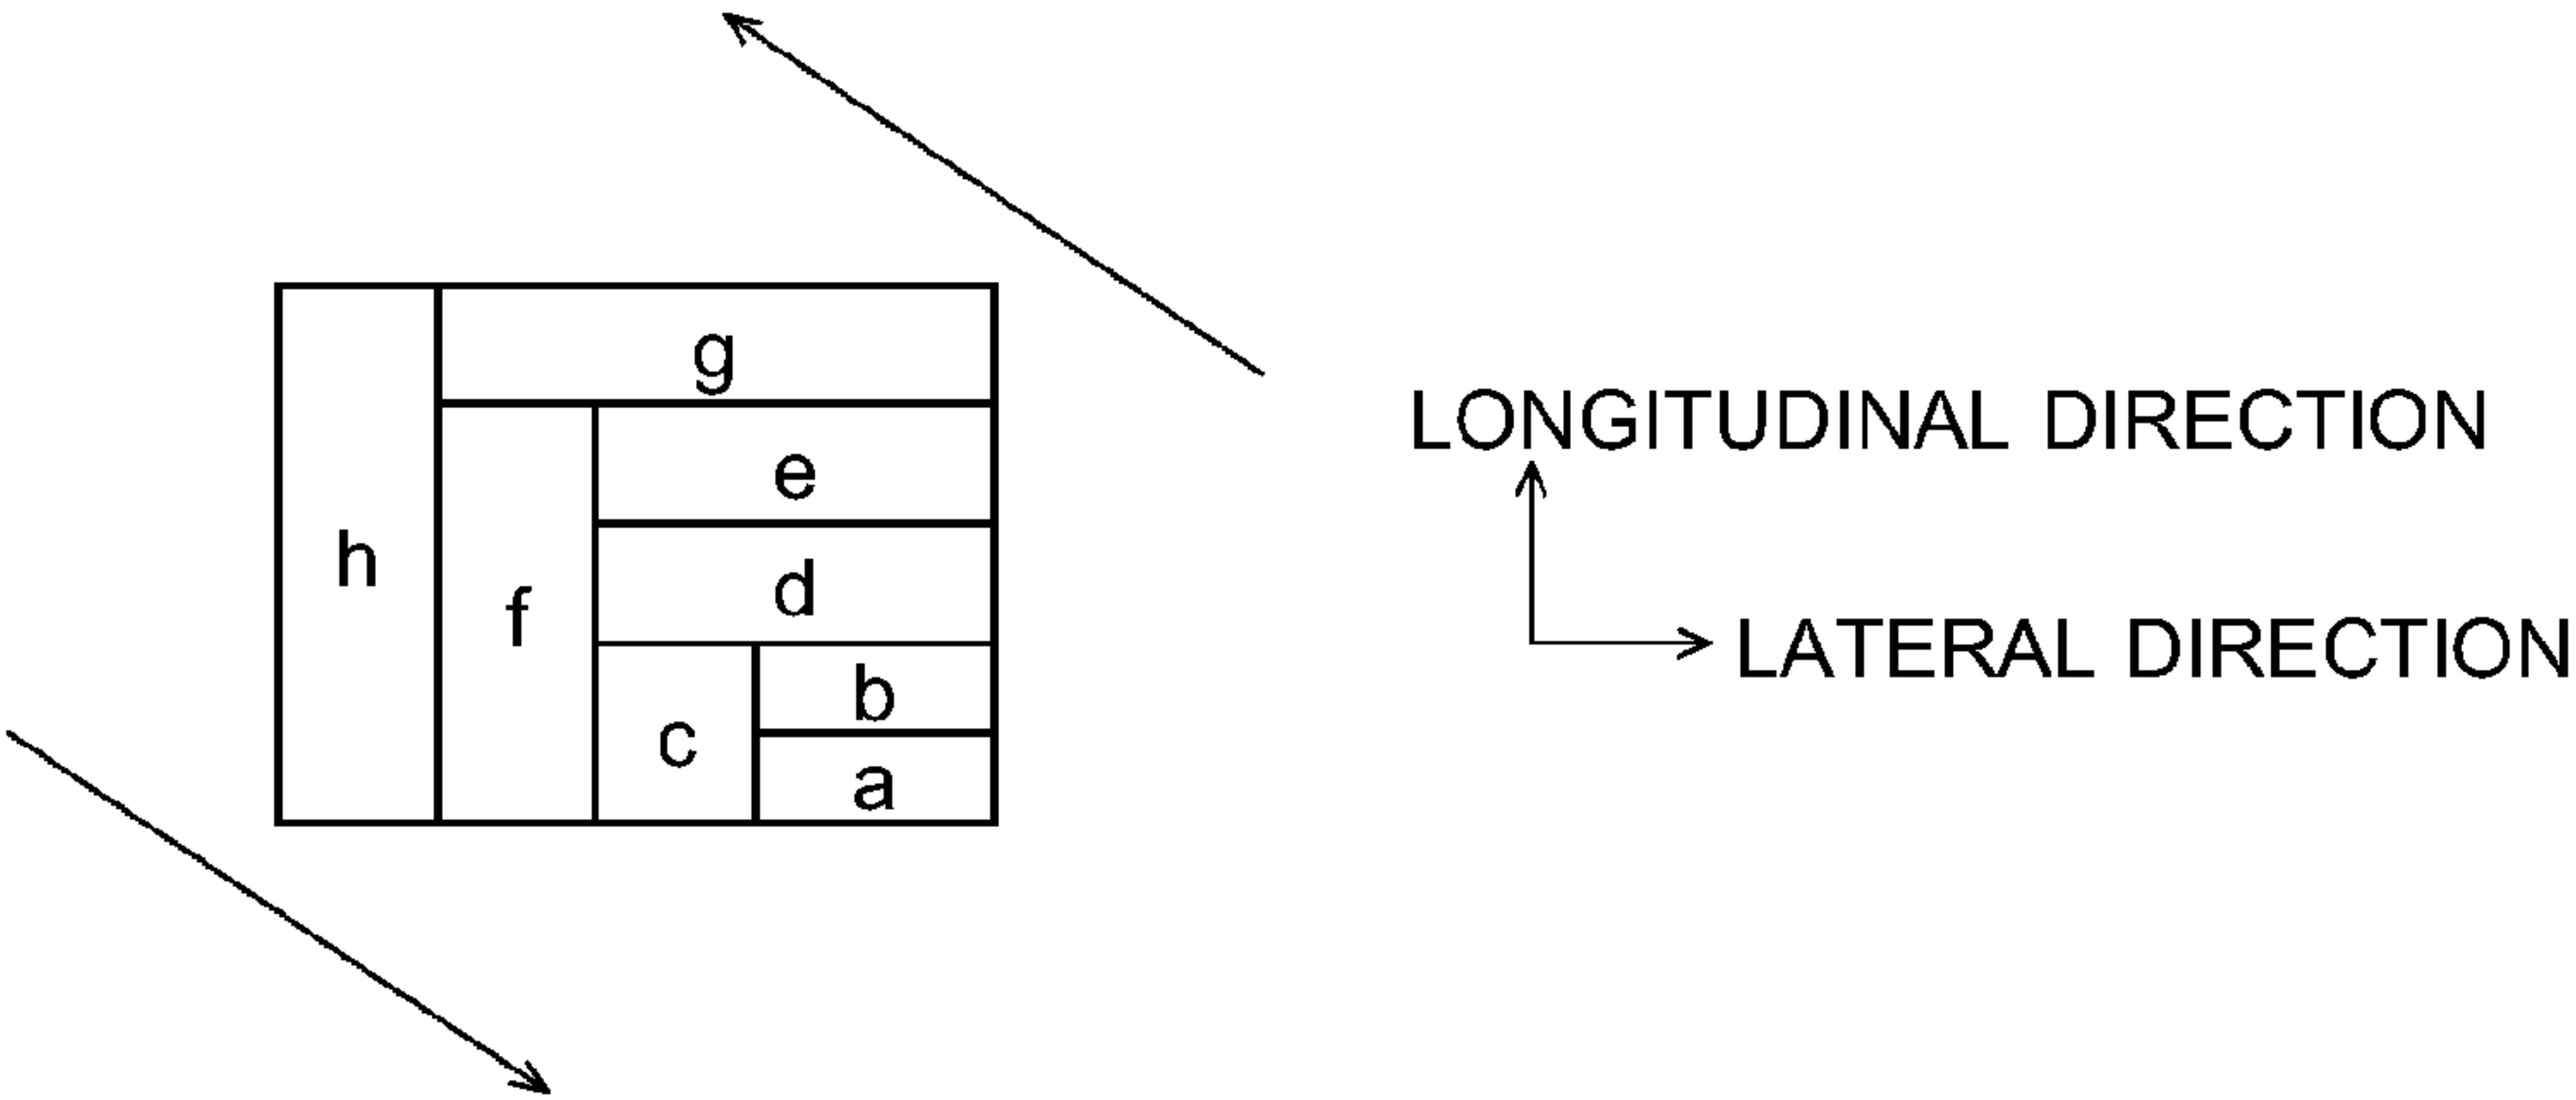 g
LONGITUDINAL DIRECTION
e
h
d
f
LATERAL DIRECTION
b
c
a